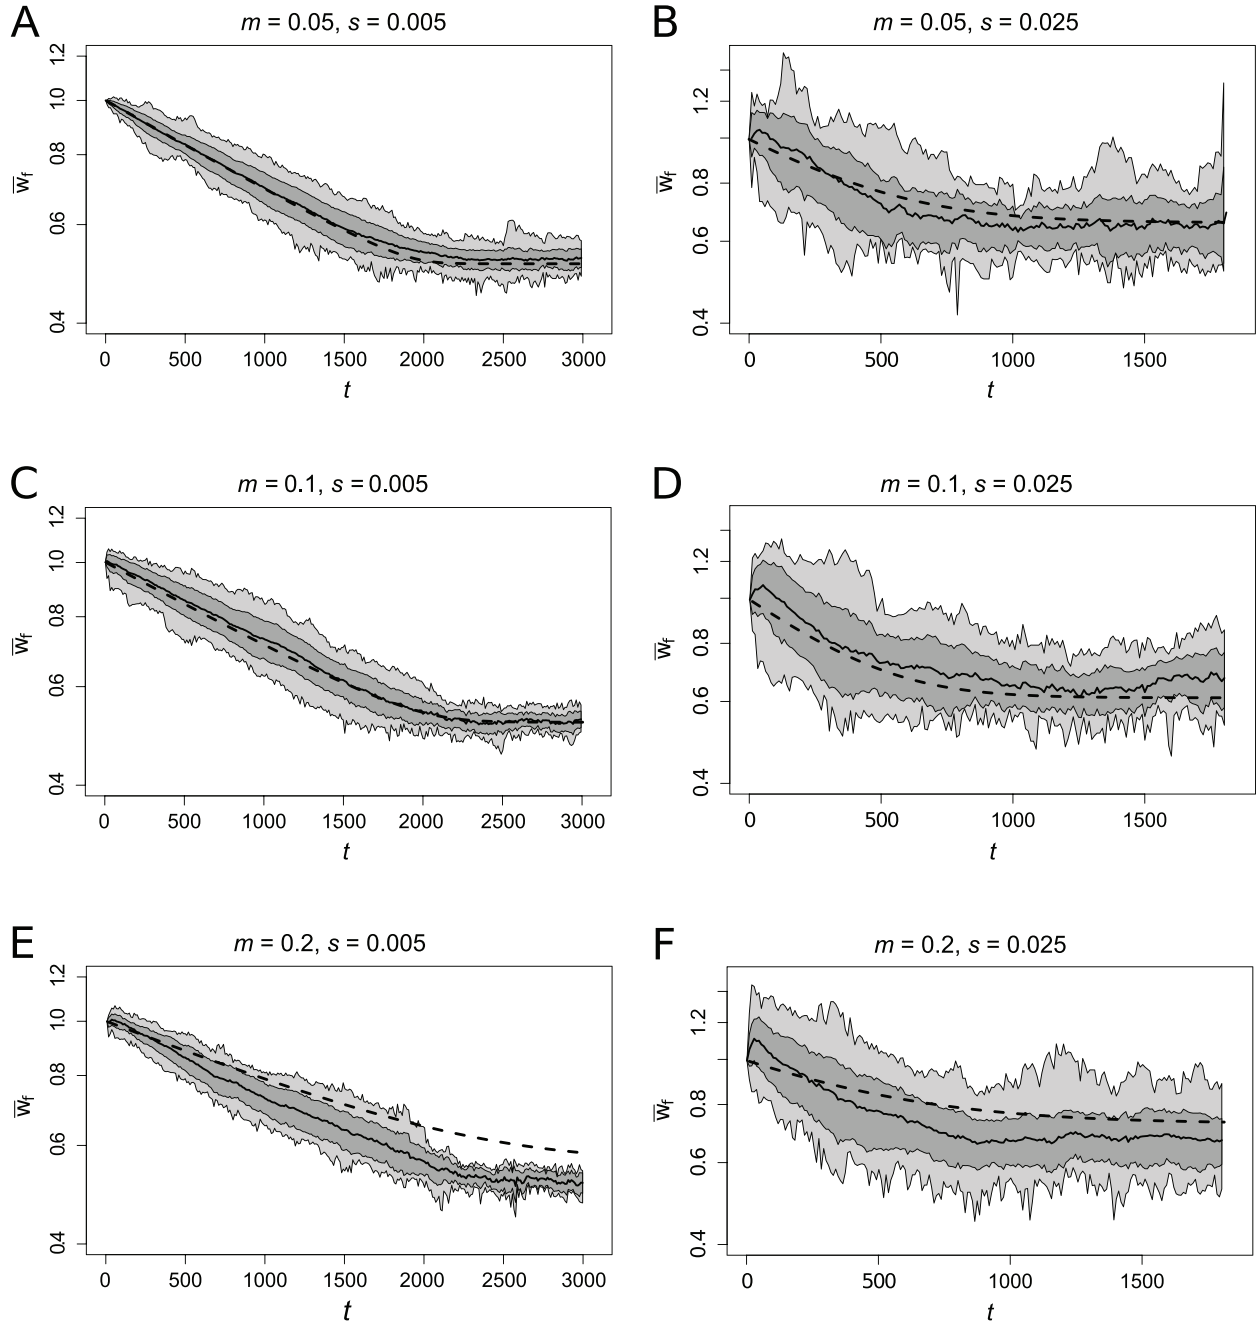 A
m = 0.05, s = 0.005
1.2
1.0
0.8
0.6
0.4
w̅f
0 500 1000 1500 2000 2500 3000
t
B
m = 0.05, s = 0.025
1.2
0.8
0.6
0.4
w̅f
0 500 1000 1500
t
C
m = 0.1, s = 0.005
1.2
1.0
0.8
0.6
0.4
w̅f
0 500 1000 1500 2000 2500 3000
t
D
m = 0.1, s = 0.025
1.2
0.8
0.6
0.4
w̅f
0 500 1000 1500
t
E
m = 0.2, s = 0.005
1.2
1.0
0.8
0.6
0.4
w̅f
0 500 1000 1500 2000 2500 3000
t
F
m = 0.2, s = 0.025
1.2
0.8
0.6
0.4
w̅f
0 500 1000 1500
t